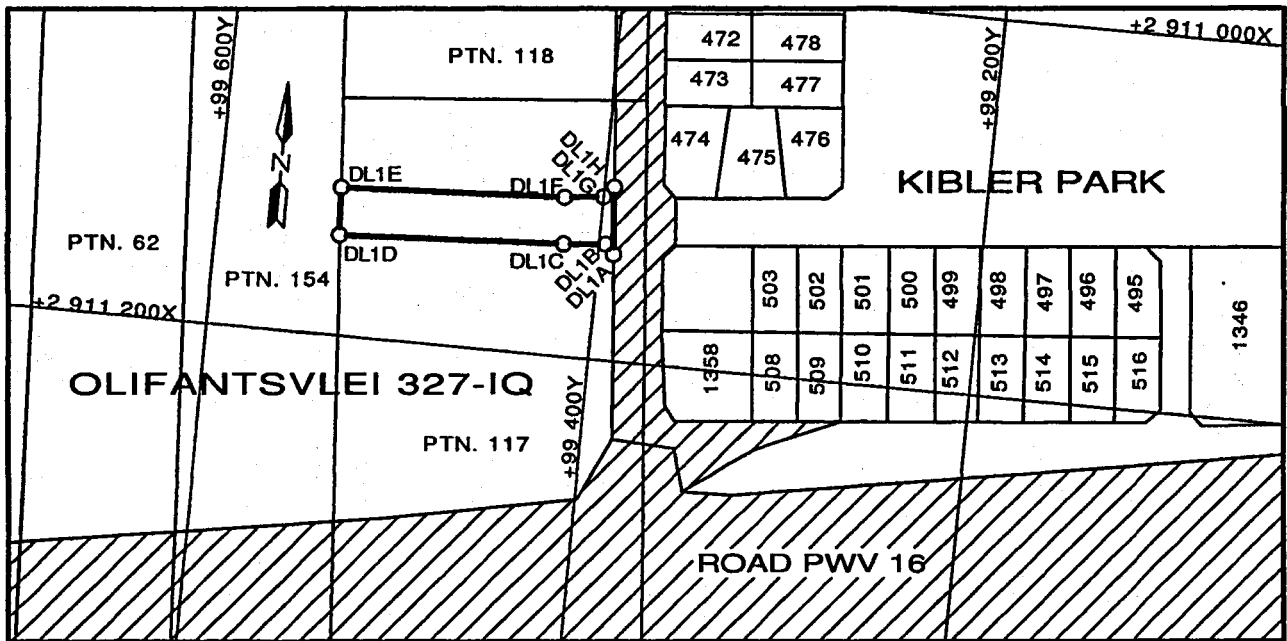 +2 911 000X
+99 600Y
+99 200Y
PTN. 118
472
478
473
477
474
475
476
N
DL1H
DL1G
DL1E
DL1F
KIBLER PARK
PTN. 62
DL1D
DL1C
DL1B
DL1A
PTN. 154
503
502
501
500
499
498
497
496
495
1346
+2 911 200X
1358
508
509
510
511
512
513
514
515
516
OLIFANTSVLEI 327-IQ
+99 400Y
PTN. 117
ROAD PWV 16